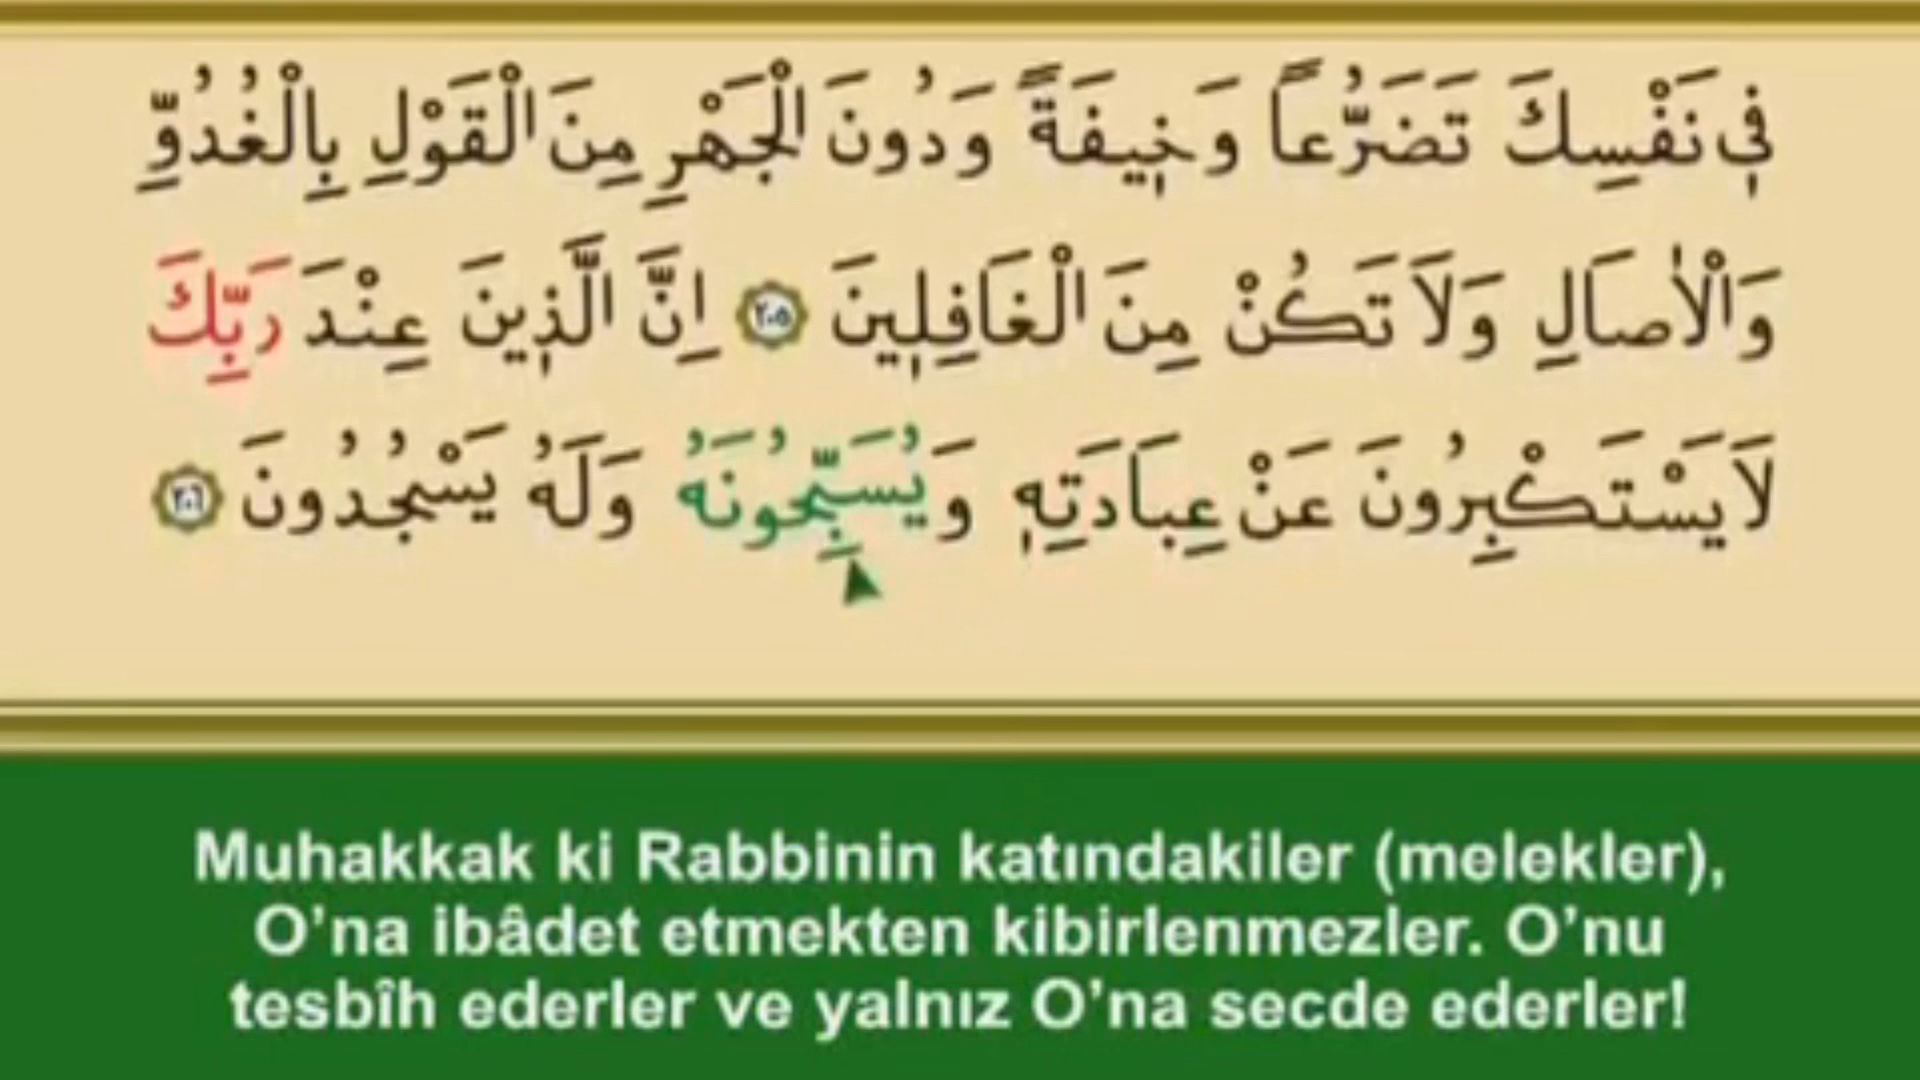 فٖي نَفْسِكَ تَضَرُّعاً وَخٖيفَةً وَدُونَ الْجَهْرِ مِنَ الْقَوْلِ بِالْغُدُوِّ
وَالْاٰصَالِ وَلَا تَكُنْ مِنَ الْغَافِلٖينَ ﴿٢٠٥﴾ اِنَّ الَّذٖينَ عِنْدَ رَبِّكَ
لَا يَسْتَكْبِرُونَ عَنْ عِبَادَتِهٖ وَيُسَبِّحُونَهُ وَلَهُ يَسْجُدُونَ ﴿٢٠٦﴾
Muhakkak ki Rabbinin katındakiler (melekler),
O’na ibâdet etmekten kibirlenmezler. O’nu
tesbîh ederler ve yalnız O’na secde ederler!